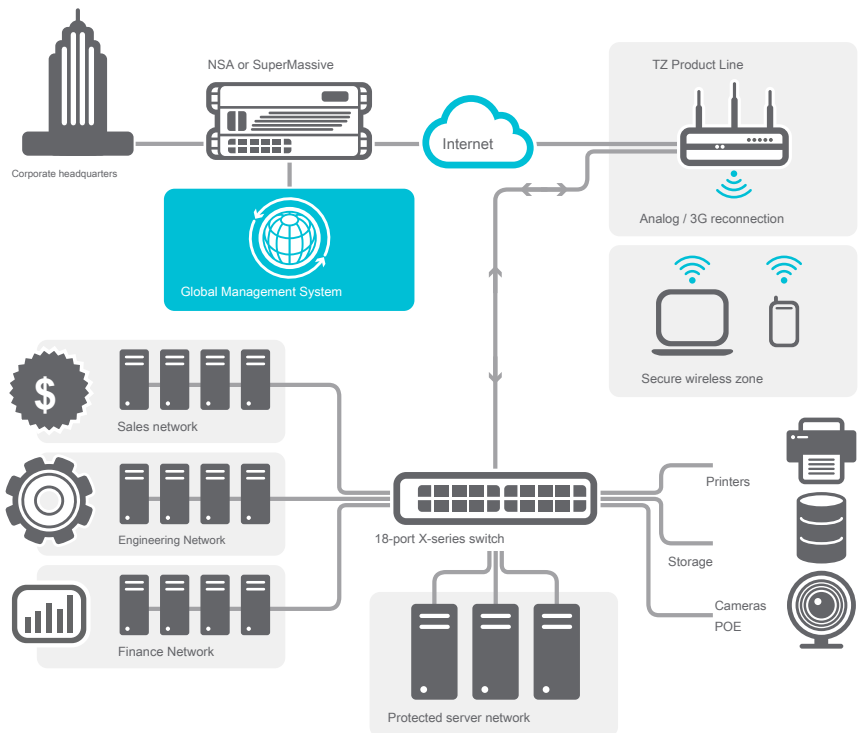 NSA or SuperMassive
TZ Product Line
Internet
Corporate headquarters
Analog / 3G reconnection
Global Management System
Secure wireless zone
$
Sales network
Printers
Engineering Network
18-port X-series switch
Storage
Cameras
POE
Finance Network
Protected server network